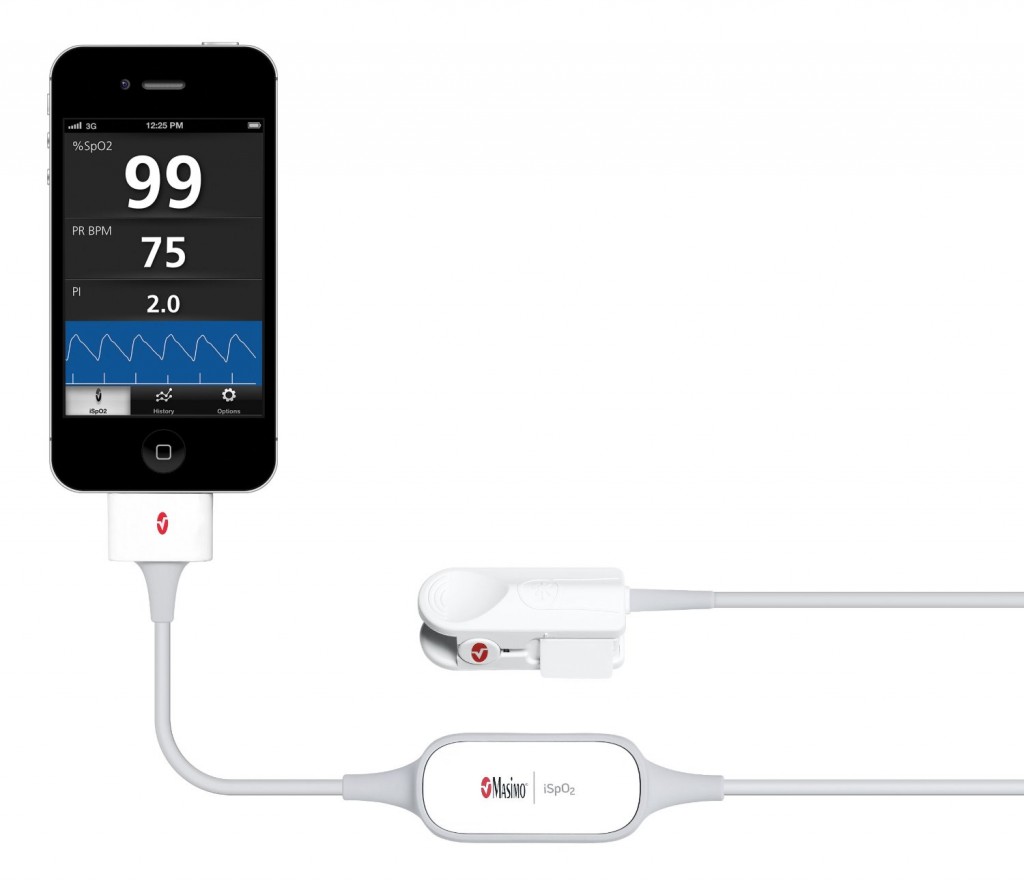 3G 12:25 PM
%SpO2
99
PR BPM
75
PI
2.0
iSpO2 History Options
MASIMO iSpO2